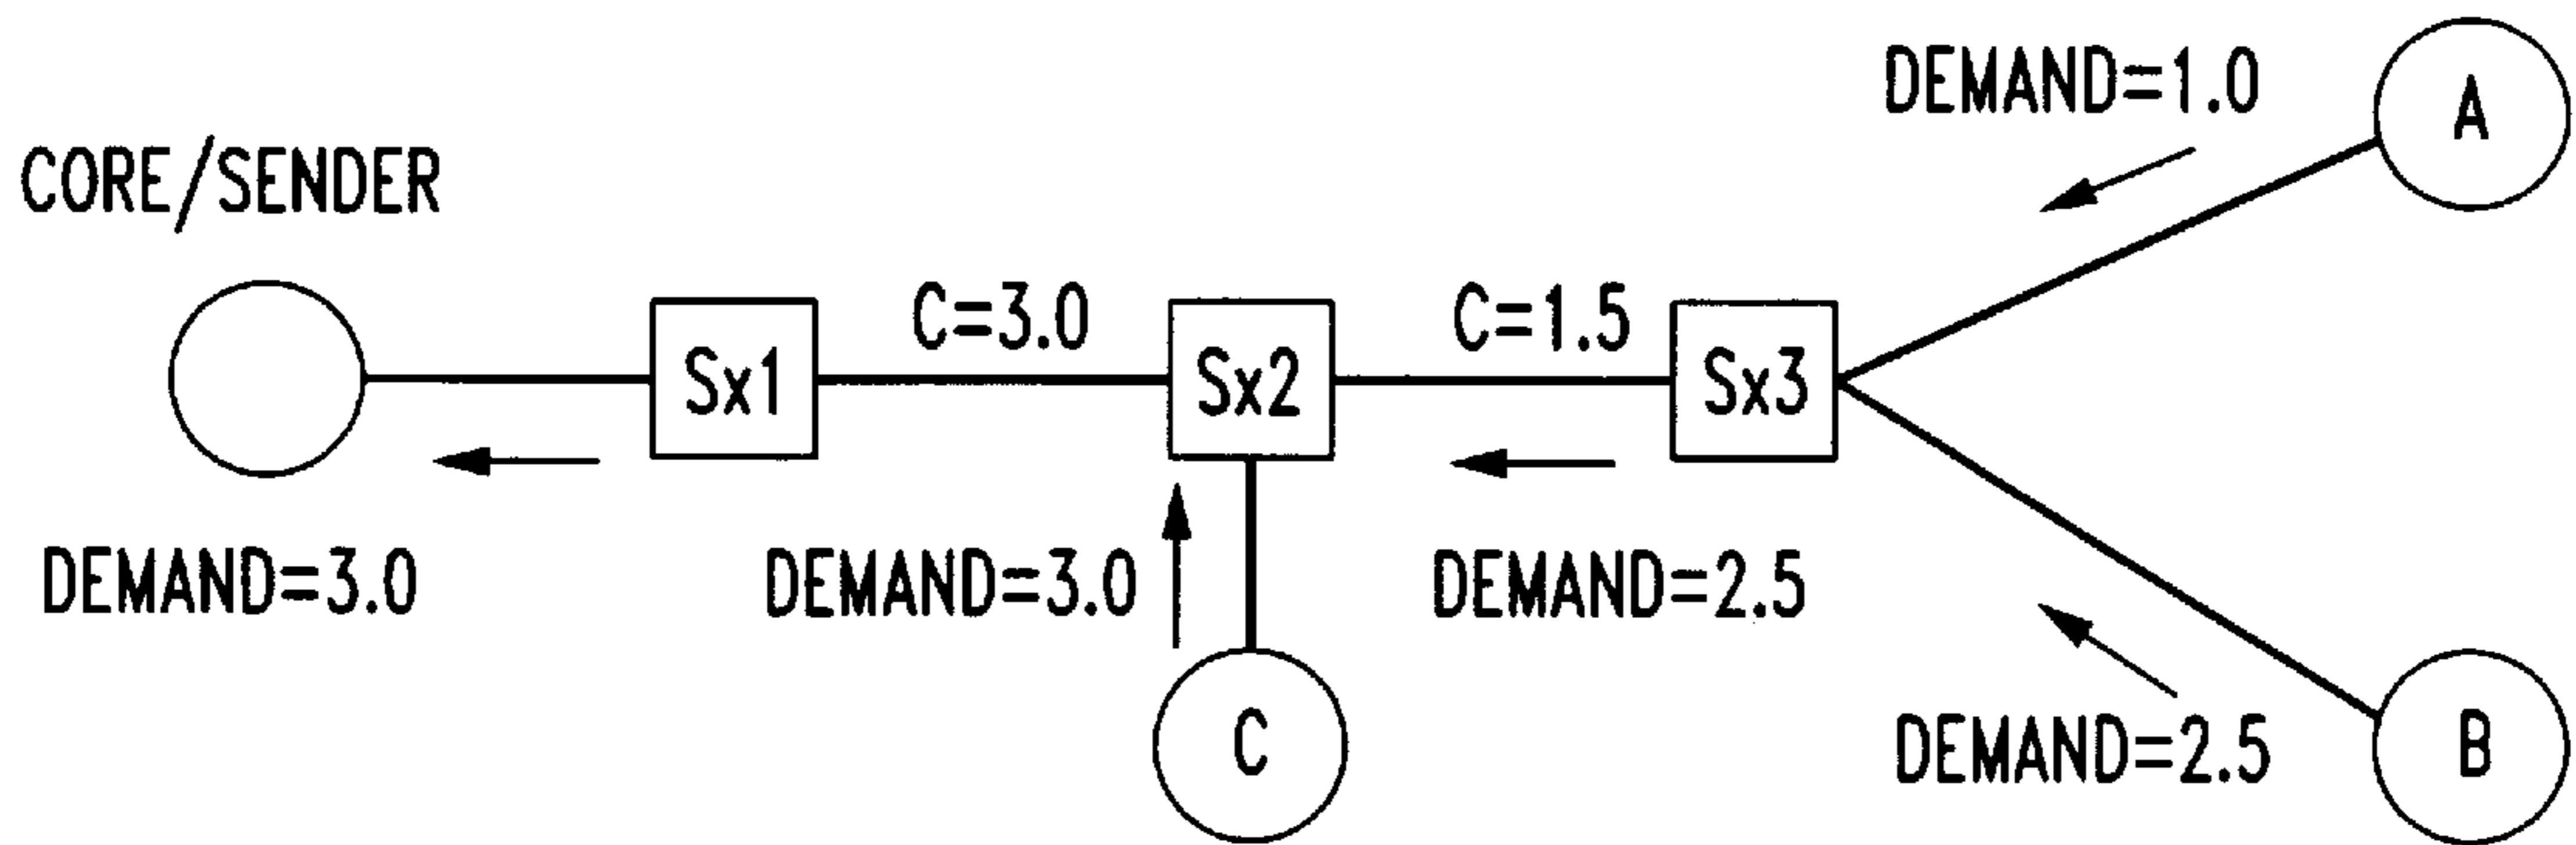 DEMAND=1.0
A
CORE/SENDER
C=3.0
C=1.5
Sx1
Sx2
Sx3
DEMAND=3.0
DEMAND=3.0
DEMAND=2.5
C
DEMAND=2.5
B